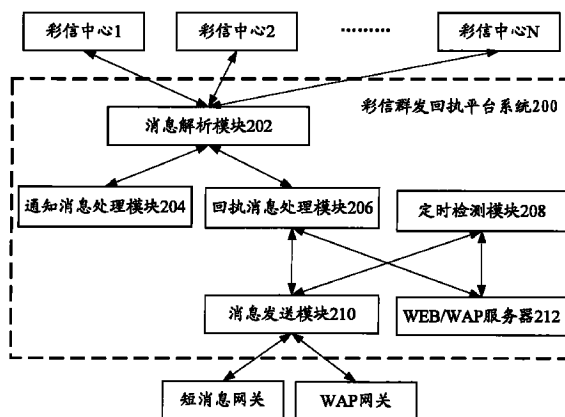 彩信中心1
彩信中心2
………
彩信中心N
彩信群发回执平台系统200
消息解析模块202
通知消息处理模块204
回执消息处理模块206
定时检测模块208
消息发送模块210
WEB/WAP服务器212
短消息网关
WAP网关